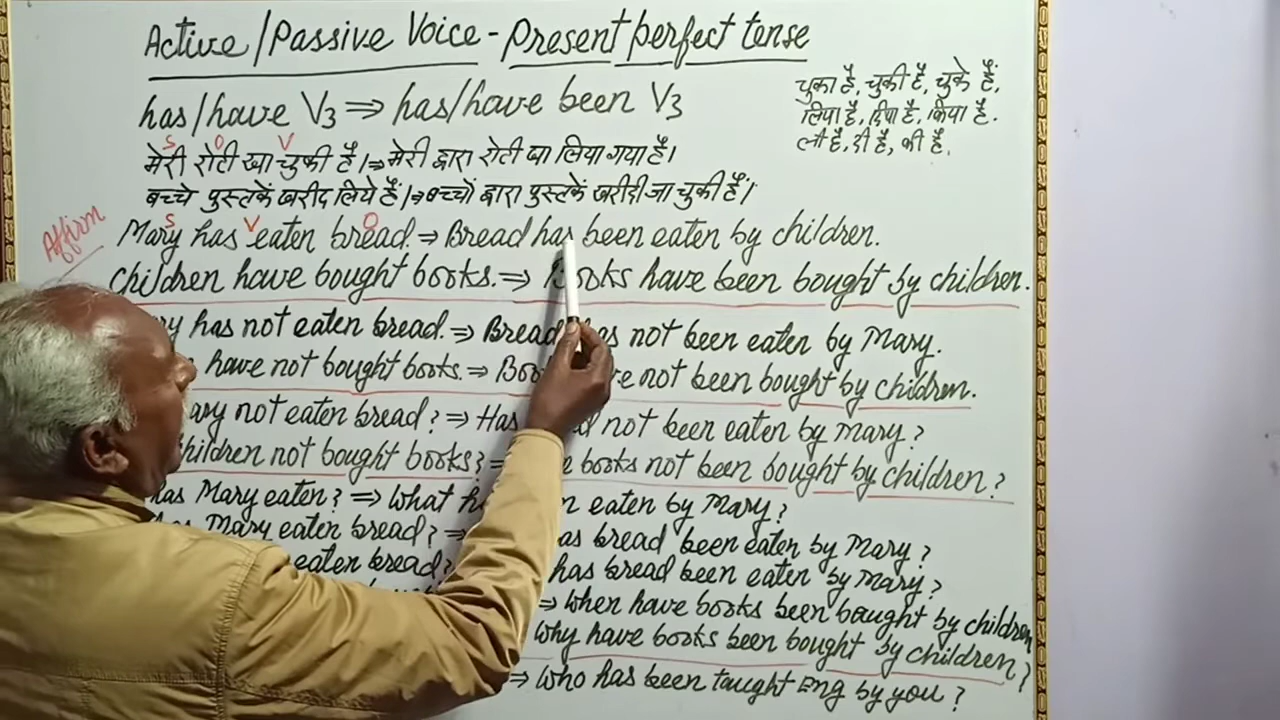 Active/Passive Voice - Present perfect tense
has/have V3 ⇒ has/have been V3
चुका है, चुकी है, चुके हैं,
लिया है, दिया है, किया है.
ली है, दी है, की है.
S O V
मेरी रोटी खा चुकी है।⇒ मेरी द्वारा रोटी खा लिया गया है।
बच्चे पुस्तकें खरीद लिये हैं।⇒ बच्चों द्वारा पुस्तकें खरीदी जा चुकी हैं।
Affirm
S V O
Mary has eaten bread. ⇒ Bread has been eaten by children.
Children have bought books. ⇒ Books have been bought by children.
has not eaten bread. ⇒ Bread has not been eaten by Mary.
have not bought books. ⇒ not been bought by children.
not eaten bread? ⇒ Has not been eaten by Mary?
children not bought books? ⇒ books not been bought by children?
has Mary eaten? ⇒ What eaten by Mary?
Mary eaten bread? ⇒ bread been eaten by Mary?
eaten bread? has bread been eaten by Mary?
⇒ When have books been bought by children
Why have books been bought by children?
⇒ Who has been taught Eng by you?